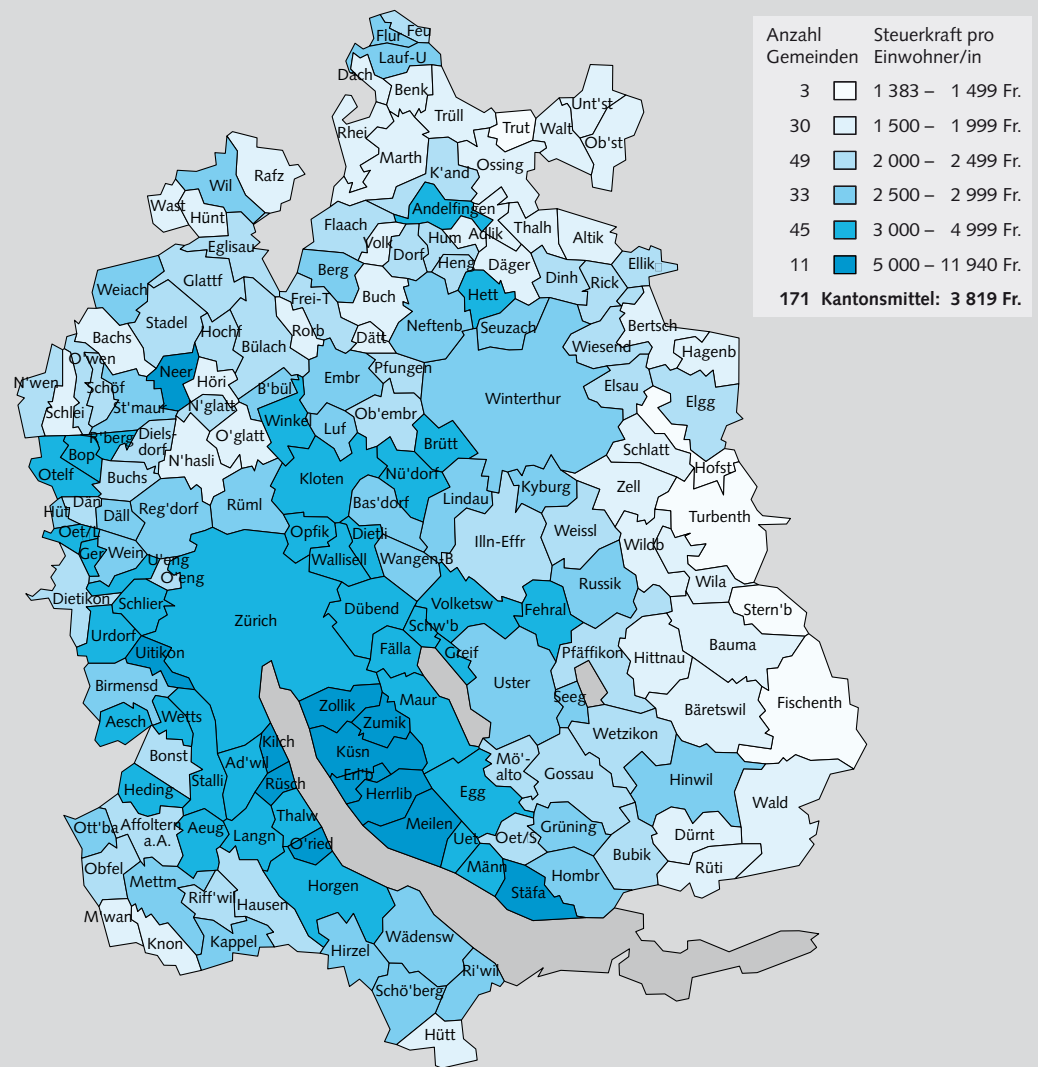 Anzahl Gemeinden
Steuerkraft pro Einwohner/in
3 1 383 – 1 499 Fr.
30 1 500 – 1 999 Fr.
49 2 000 – 2 499 Fr.
33 2 500 – 2 999 Fr.
45 3 000 – 4 999 Fr.
11 5 000 – 11 940 Fr.
171 Kantonsmittel: 3 819 Fr.
Flur
Feu
Lauf-U
Dach
Benk
Trüll
Rhei
Marth
Trut
Walt
Unt'st
Ob'st
K'and
Ossing
Wil
Rafz
Wast
Hünt
Eglisau
Andelfingen
Flaach
Volk
Dorf
Hum
Adlik
Thalh
Altik
Heng
Däger
Dinh
Rick
Ellik
Weiach
Glattf
Berg
Frei-T
Buch
Hett
Neftenb
Seuzach
Stadel
Hochf
Bülach
Rorb
Dätt
Wiesend
Bertsch
Hagenb
Bachs
O'wen
N'wen
Schöf
Schlei
St'maur
Neer
Höri
N'glatt
B'bül
Embr
Pfungen
Winterthur
Elsau
Elgg
Winkel
Luf
Ob'embr
Brütt
Schlatt
Hofst
R'berg
Bop
Diels-
dorf
O'glatt
N'hasli
Otelf
Buchs
Kloten
Nü'dorf
Lindau
Kyburg
Zell
Turbenth
Hüt
Dän
Däll
Reg'dorf
Rüml
Bas'dorf
Oet/L
Ger
Wein
U'eng
O'eng
Opfik
Dietli
Wallisell
Wangen-B
Illn-Effr
Weissl
Wildb
Wila
Russik
Dietikon
Schlier
Zürich
Dübend
Volketsw
Schw'b
Fehral
Stern'b
Urdorf
Uitikon
Fälla
Greif
Pfäffikon
Hittnau
Bauma
Birmensd
Uster
Seeg
Aesch
Wetts
Zollik
Zumik
Maur
Bäretswil
Fischenth
Bonst
Stalli
Ad'wil
Kilch
Küsn
Erl'b
Mö'-
alto
Wetzikon
Gossau
Hinwil
Heding
Rüsch
Herrlib
Egg
Wald
Ott'ba
Affoltern
a.A.
Aeug
Langn
Thalw
O'ried
Meilen
Uet
Oet/S
Grüning
Dürnt
Obfel
Mettm
Riff'wil
Hausen
Horgen
Männ
Stäfa
Hombr
Bubik
Rüti
M'wan
Knon
Kappel
Hirzel
Wädensw
Ri'wil
Schö'berg
Hütt